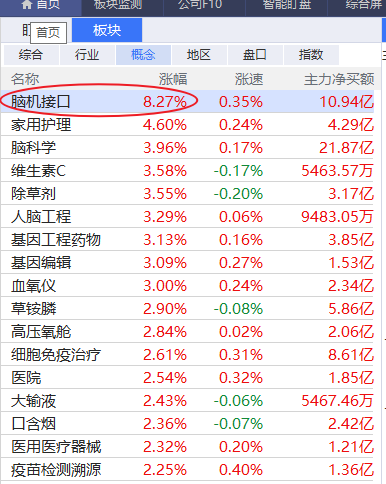 首页 板块监测 公司F10 智能盯盘 综合屏
板块
首页
综合 行业 概念 地区 盘口 指数
名称 涨幅 涨速 主力净买额
脑机接口 8.27% 0.35% 10.94亿
家用护理 4.60% 0.24% 4.29亿
脑科学 3.96% 0.17% 21.87亿
维生素C 3.58% -0.17% 5463.57万
除草剂 3.55% -0.20% 3.17亿
人脑工程 3.29% 0.06% 9483.05万
基因工程药物 3.13% 0.16% 3.85亿
基因编辑 3.09% 0.27% 1.53亿
血氧仪 3.00% 0.24% 2.34亿
草铵膦 2.90% -0.08% 5.86亿
高压氧舱 2.84% 0.02% 2.06亿
细胞免疫治疗 2.61% 0.31% 8.61亿
医院 2.54% 0.32% 1.85亿
大输液 2.43% -0.06% 5467.46万
口含烟 2.36% -0.07% 2.42亿
医用医疗器械 2.32% 0.20% 1.21亿
疫苗检测溯源 2.25% 0.40% 1.36亿